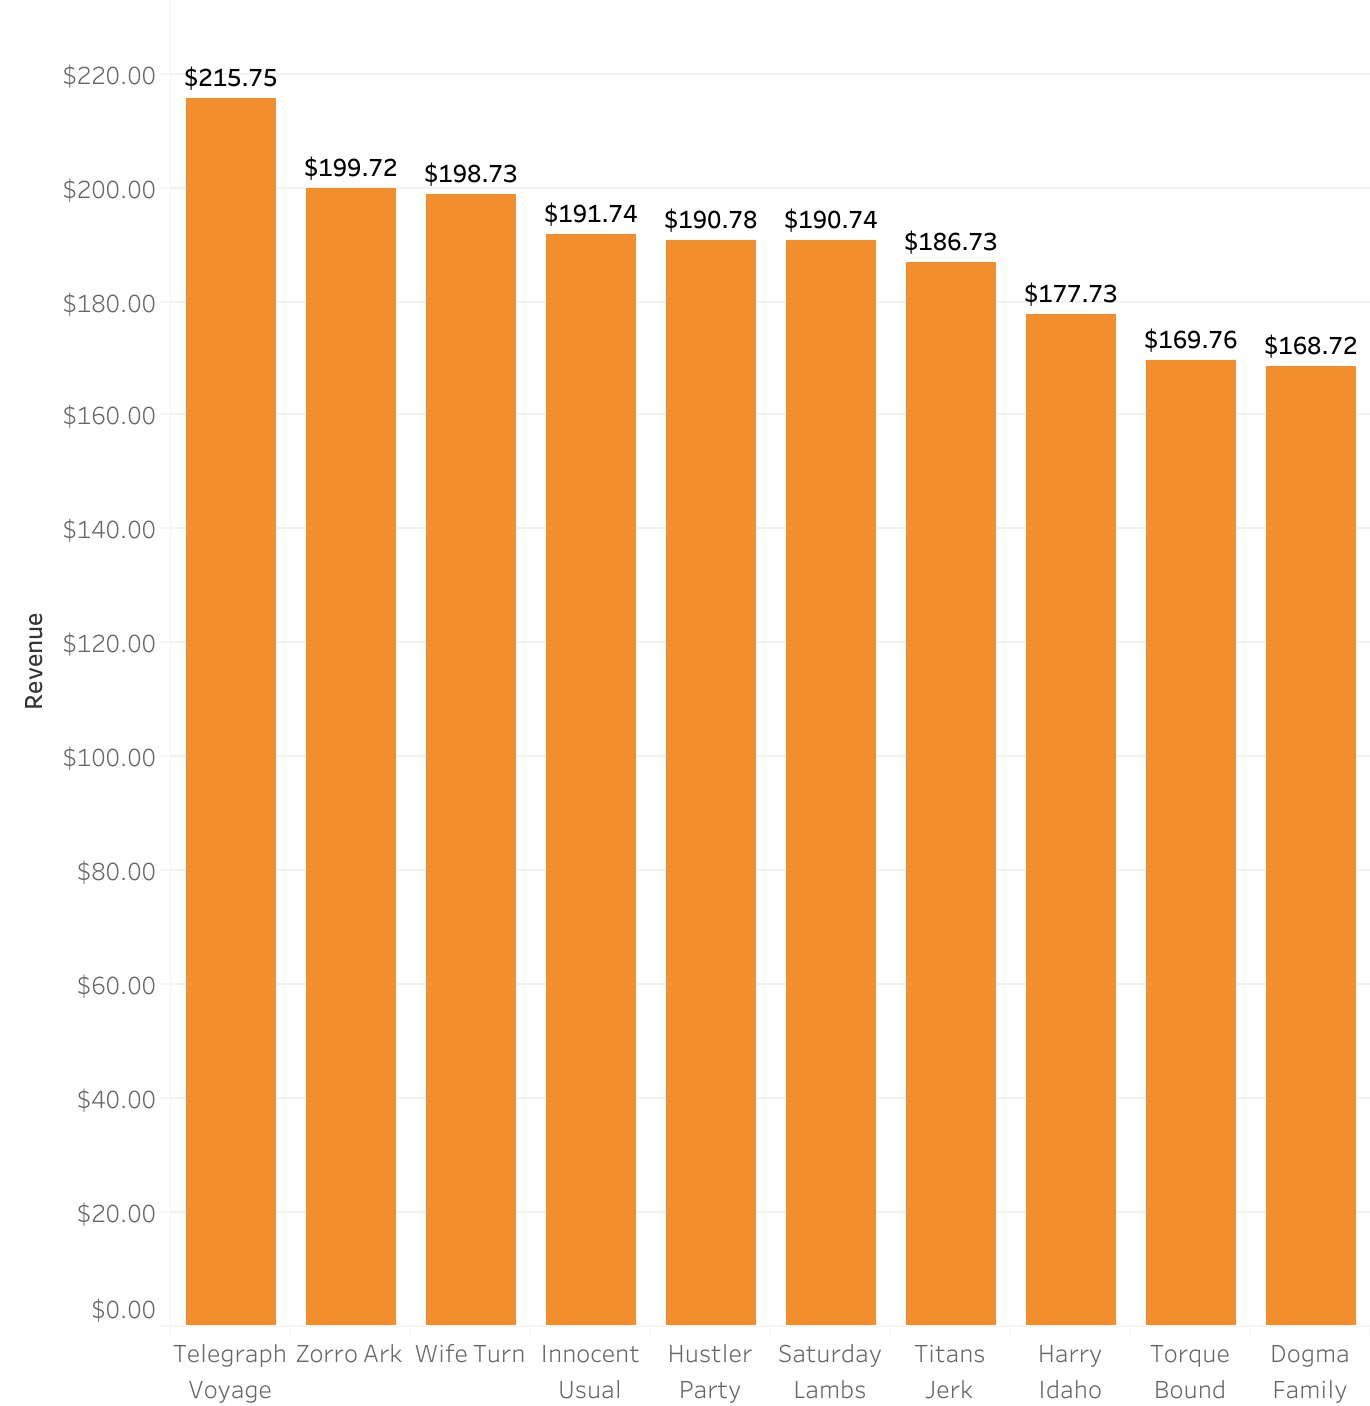 $220.00
$200.00
$180.00
$160.00
$140.00
$120.00
$100.00
$80.00
$60.00
$40.00
$20.00
$0.00
Revenue
$215.75
$199.72
$198.73
$191.74
$190.78
$190.74
$186.73
$177.73
$169.76
$168.72
Telegraph
Voyage
Zorro Ark
Wife Turn
Innocent
Usual
Hustler
Party
Saturday
Lambs
Titans
Jerk
Harry
Idaho
Torque
Bound
Dogma
Family